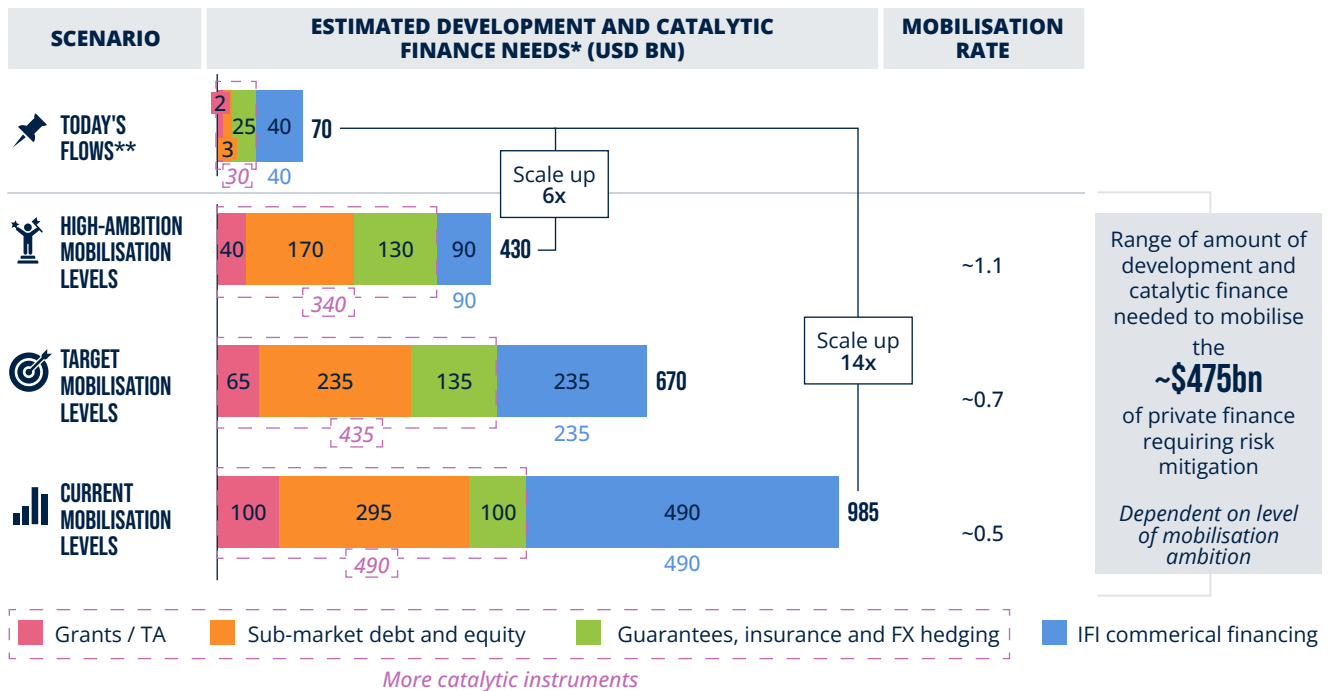 SCENARIO
ESTIMATED DEVELOPMENT AND CATALYTIC
FINANCE NEEDS* (USD BN)
MOBILISATION
RATE
TODAY'S
FLOWS**
2
3
25
40
70
30
40
Scale up
6x
HIGH-AMBITION
MOBILISATION
LEVELS
40
170
130
90
430
340
90
~1.1
Scale up
14x
TARGET
MOBILISATION
LEVELS
65
235
135
235
670
435
235
~0.7
CURRENT
MOBILISATION
LEVELS
100
295
100
490
985
490
490
~0.5
Range of amount of
development and
catalytic finance
needed to mobilise
the
~$475bn
of private finance
requiring risk
mitigation
Dependent on level
of mobilisation
ambition
Grants / TA
Sub-market debt and equity
Guarantees, insurance and FX hedging
IFI commerical financing
More catalytic instruments